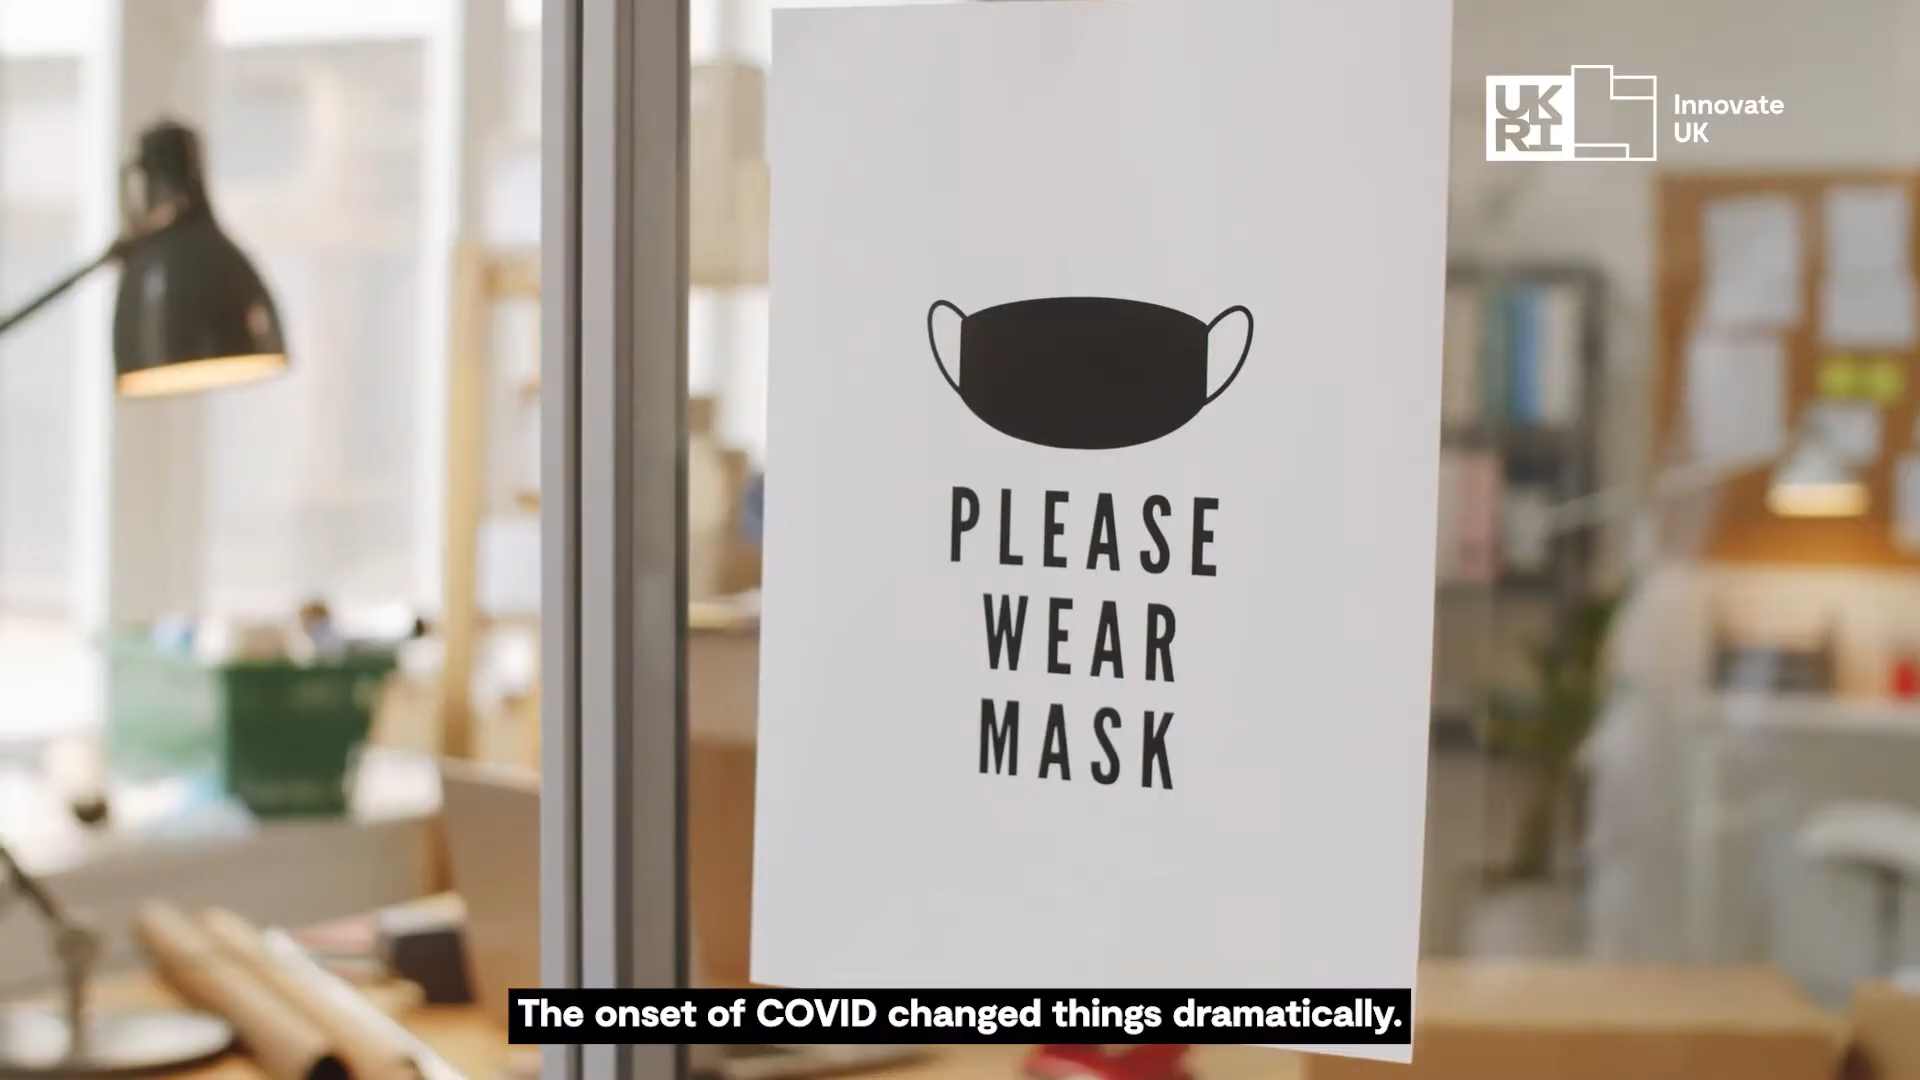 UK
RI
Innovate
UK
PLEASE
WEAR
MASK
The onset of COVID changed things dramatically.